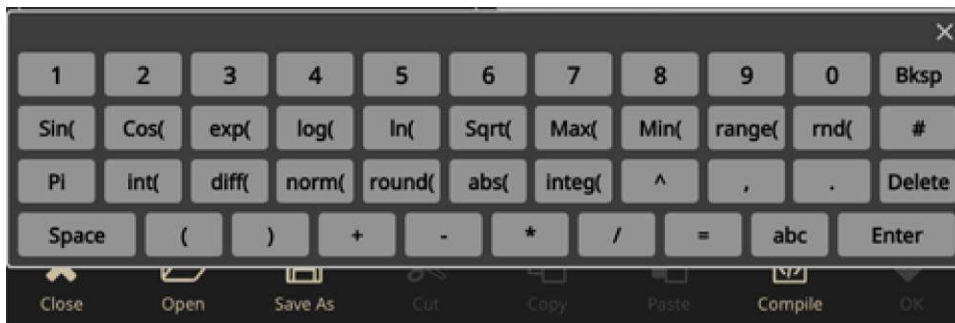 1 2 3 4 5 6 7 8 9 0 Bksp
Sin( Cos( exp( log( ln( Sqrt( Max( Min( range( rnd( #
Pi int( diff( norm( round( abs( integ( ^ , . Delete
Space ( ) + - * / = abc Enter
Close Open Save As Cut Copy Paste Compile OK